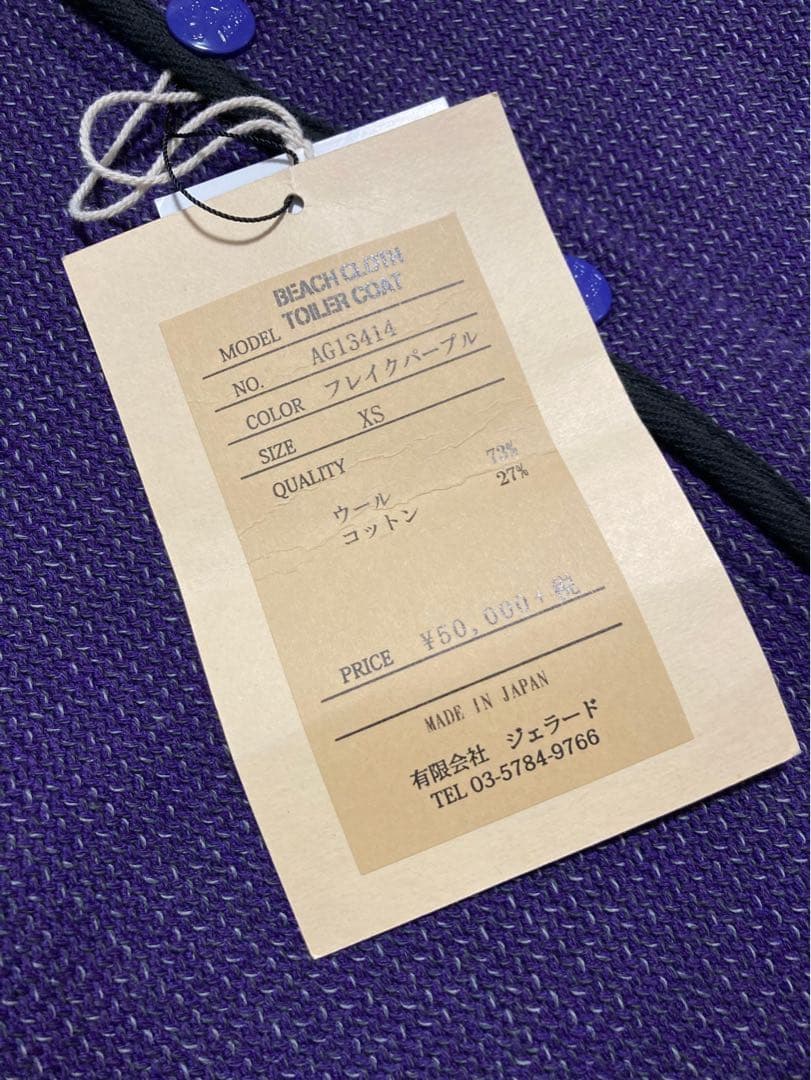 BEACH CLOTH
MODEL TOILER COAT
NO. AG13414
COLOR フレイクパープル
SIZE XS
QUALITY
ウール 73%
コットン 27%
PRICE ¥50,000+税
MADE IN JAPAN
有限会社 ジェラード
TEL 03-5784-9766